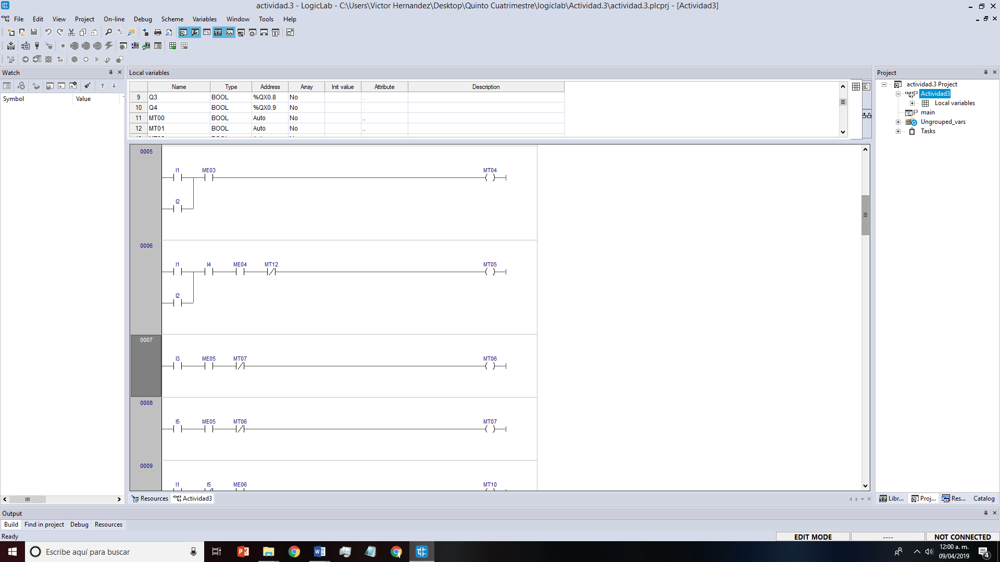 actividad.3 - LogicLab - C:\Users\Victor Hernandez\Desktop\Quinto Cuatrimestre\logiclab\Actividad.3\actividad.3.plcprj - [Actividad3]
File Edit View Project On-line Debug Scheme Variables Window Tools Help
Watch
Symbol Value
Local variables
Name Type Address Array Init value Attribute Description
9 Q3 BOOL %QX0.8 No ..
10 Q4 BOOL %QX0.9 No ..
11 MT00 BOOL Auto No ..
12 MT01 BOOL Auto No ..
0005
I1 ME03 MT04
I2
0006
I1 I4 ME04 MT12 MT05
I2
0007
I3 ME05 MT07 MT06
0008
I5 ME05 MT06 MT07
0009
I1 I5 ME06 MT10
Resources Actividad3
Project
actividad.3 Project
Actividad3
Local variables
main
Ungrouped_vars
Tasks
Libr... Proj... Res... Catalog
Output
Build Find in project Debug Resources
Ready
EDIT MODE ---- NOT CONNECTED
Escribe aquí para buscar
12:00 a. m.
09/04/2019
4